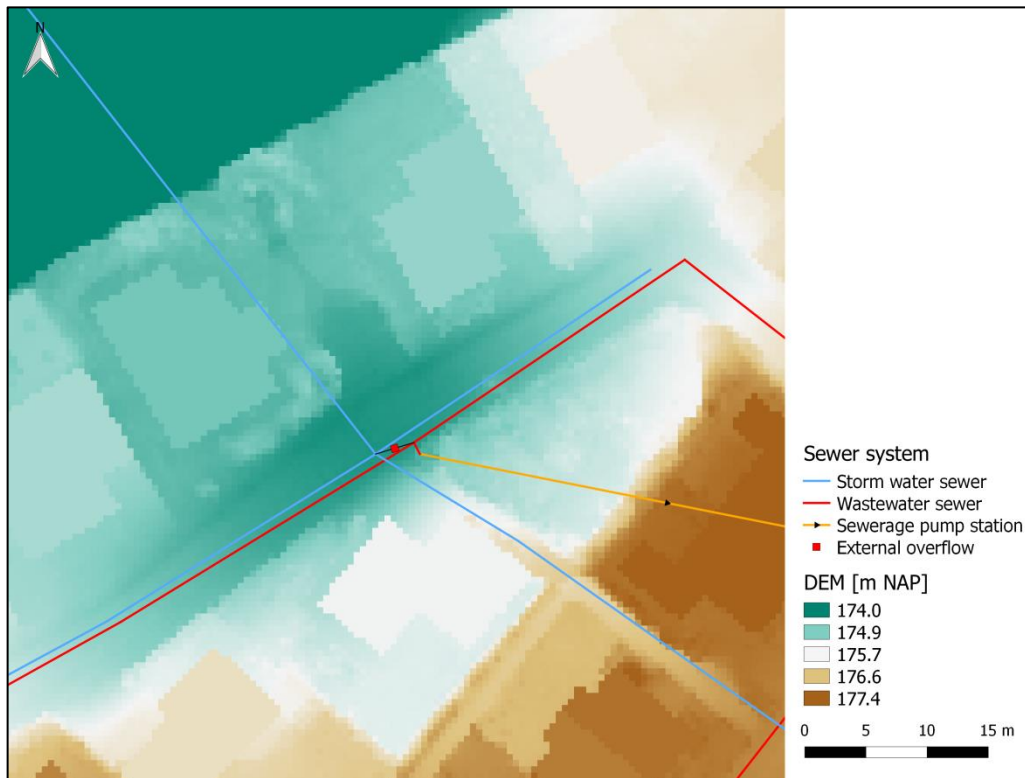 N
Sewer system
Storm water sewer
Wastewater sewer
Sewerage pump station
External overflow
DEM [m NAP]
174.0
174.9
175.7
176.6
177.4
0 5 10 15 m